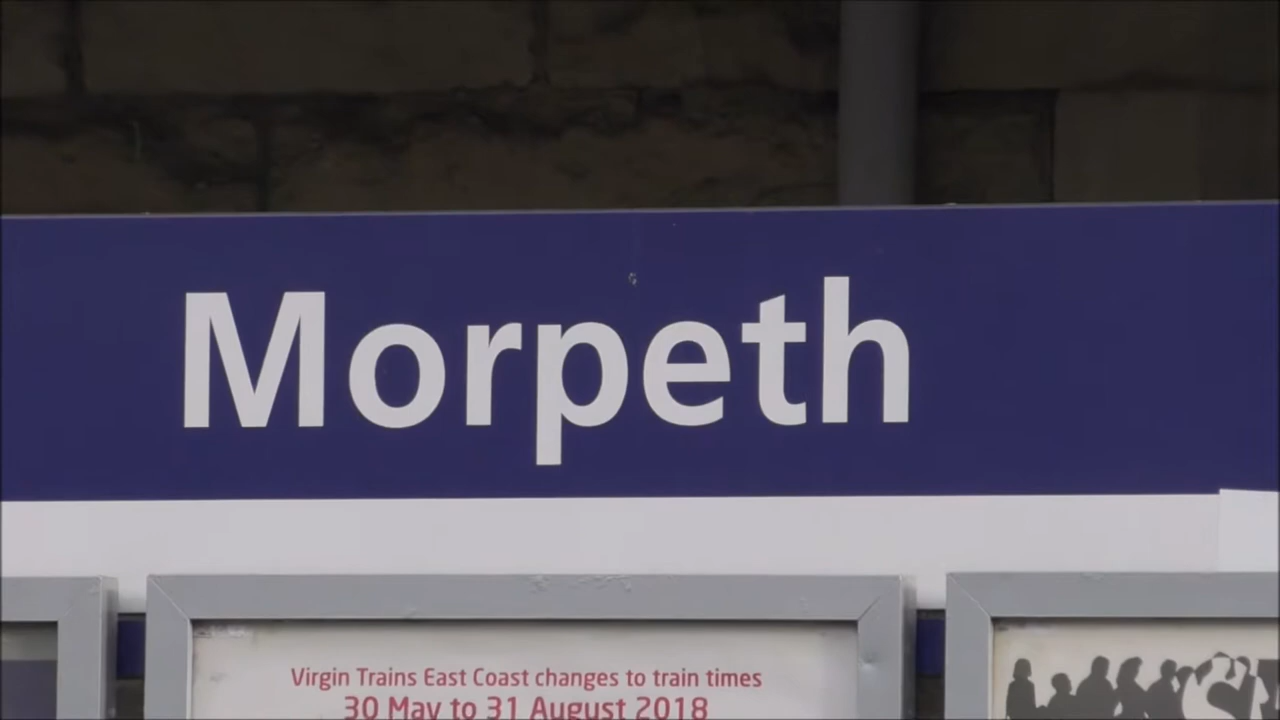 Morpeth
Virgin Trains East Coast changes to train times
30 May to 31 August 2018